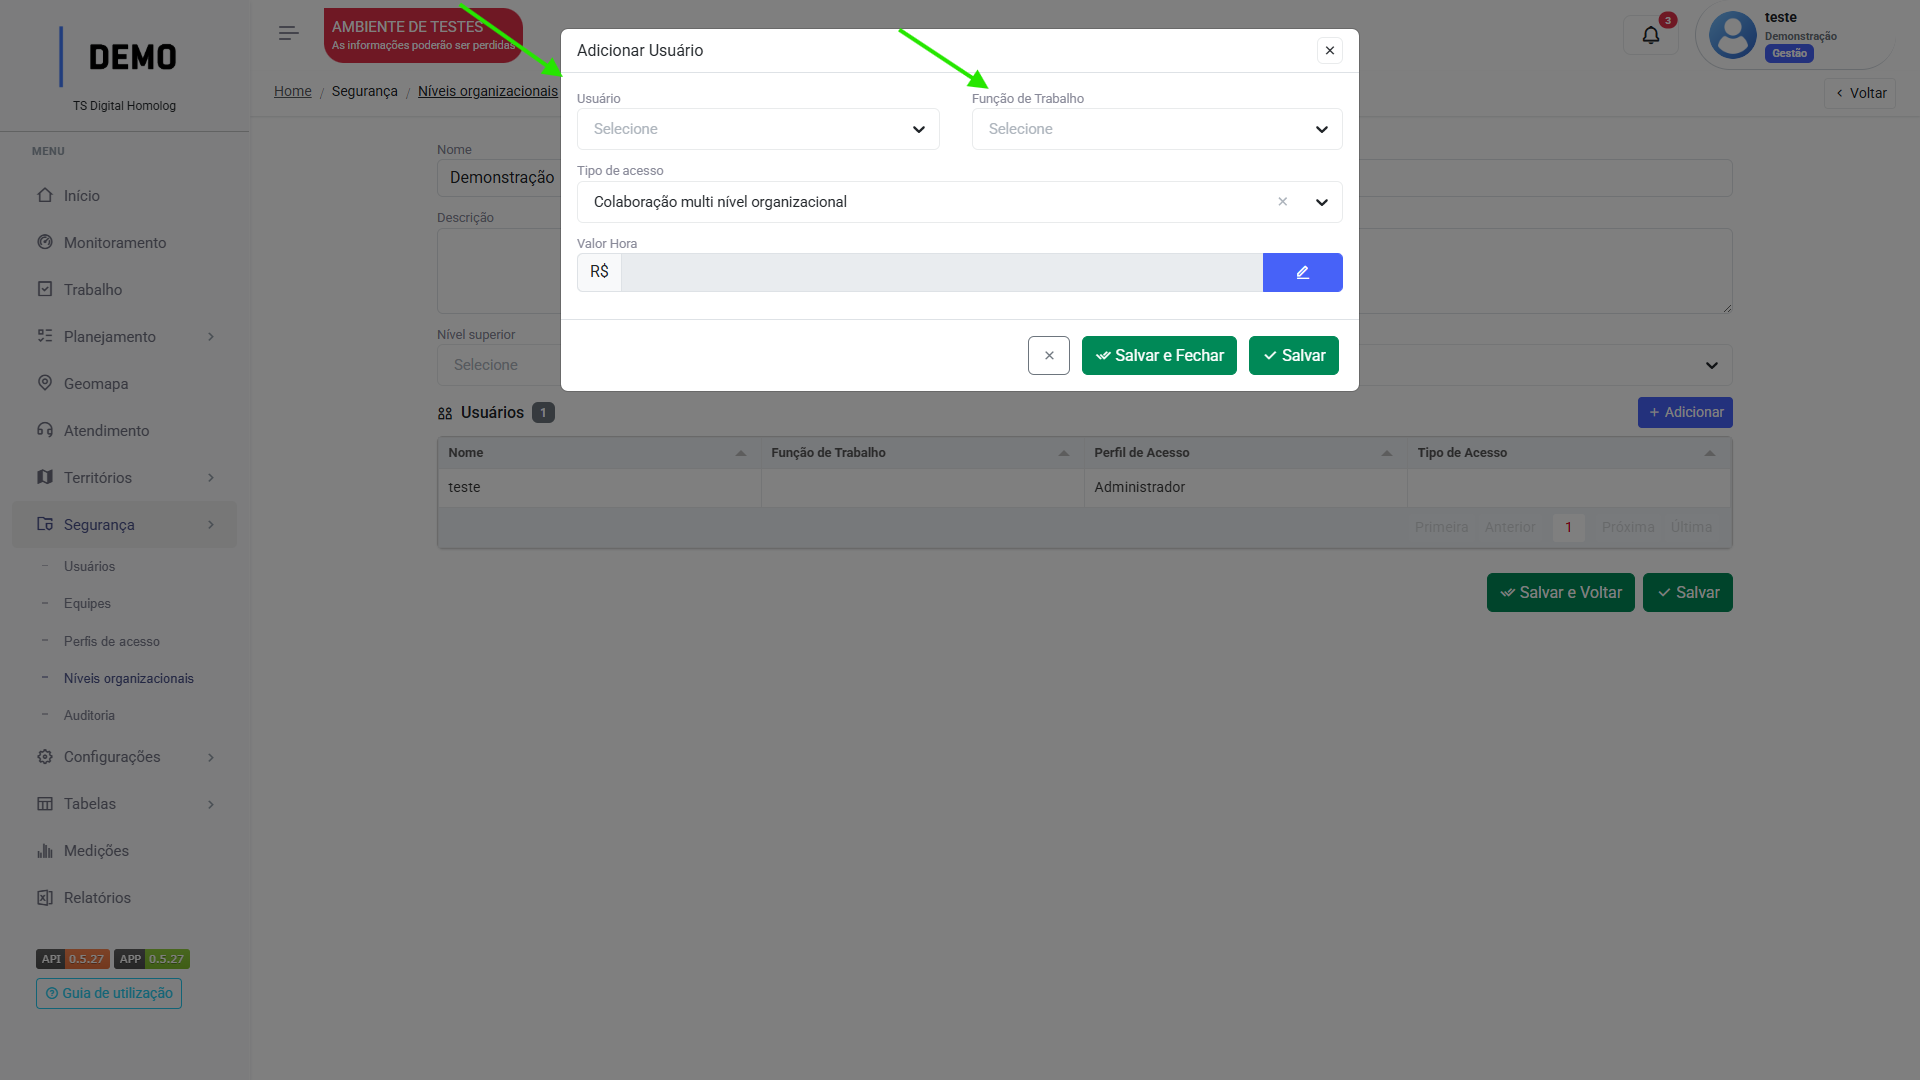 DEMO
TS Digital Homolog
MENU
Início
Monitoramento
Trabalho
Planejamento
Geomapa
Atendimento
Territórios
Segurança
Usuários
Equipes
Perfis de acesso
Níveis organizacionais
Auditoria
Configurações
Tabelas
Medições
Relatórios
API 0.5.27 APP 0.5.27
Guia de utilização
AMBIENTE DE TESTES
As informações poderão ser perdidas
3
teste
Demonstração
Gestão
Home / Segurança / Níveis organizacionais
Voltar
Nome
Demonstração
Descrição
Nível superior
Selecione
Adicionar Usuário
Usuário
Selecione
Função de Trabalho
Selecione
Tipo de acesso
Colaboração multi nível organizacional
Valor Hora
R$
Salvar e Fechar
Salvar
Usuários 1
+ Adicionar
Nome Função de Trabalho Perfil de Acesso Tipo de Acesso
teste Administrador
Primeira Anterior 1 Próxima Última
Salvar e Voltar
Salvar